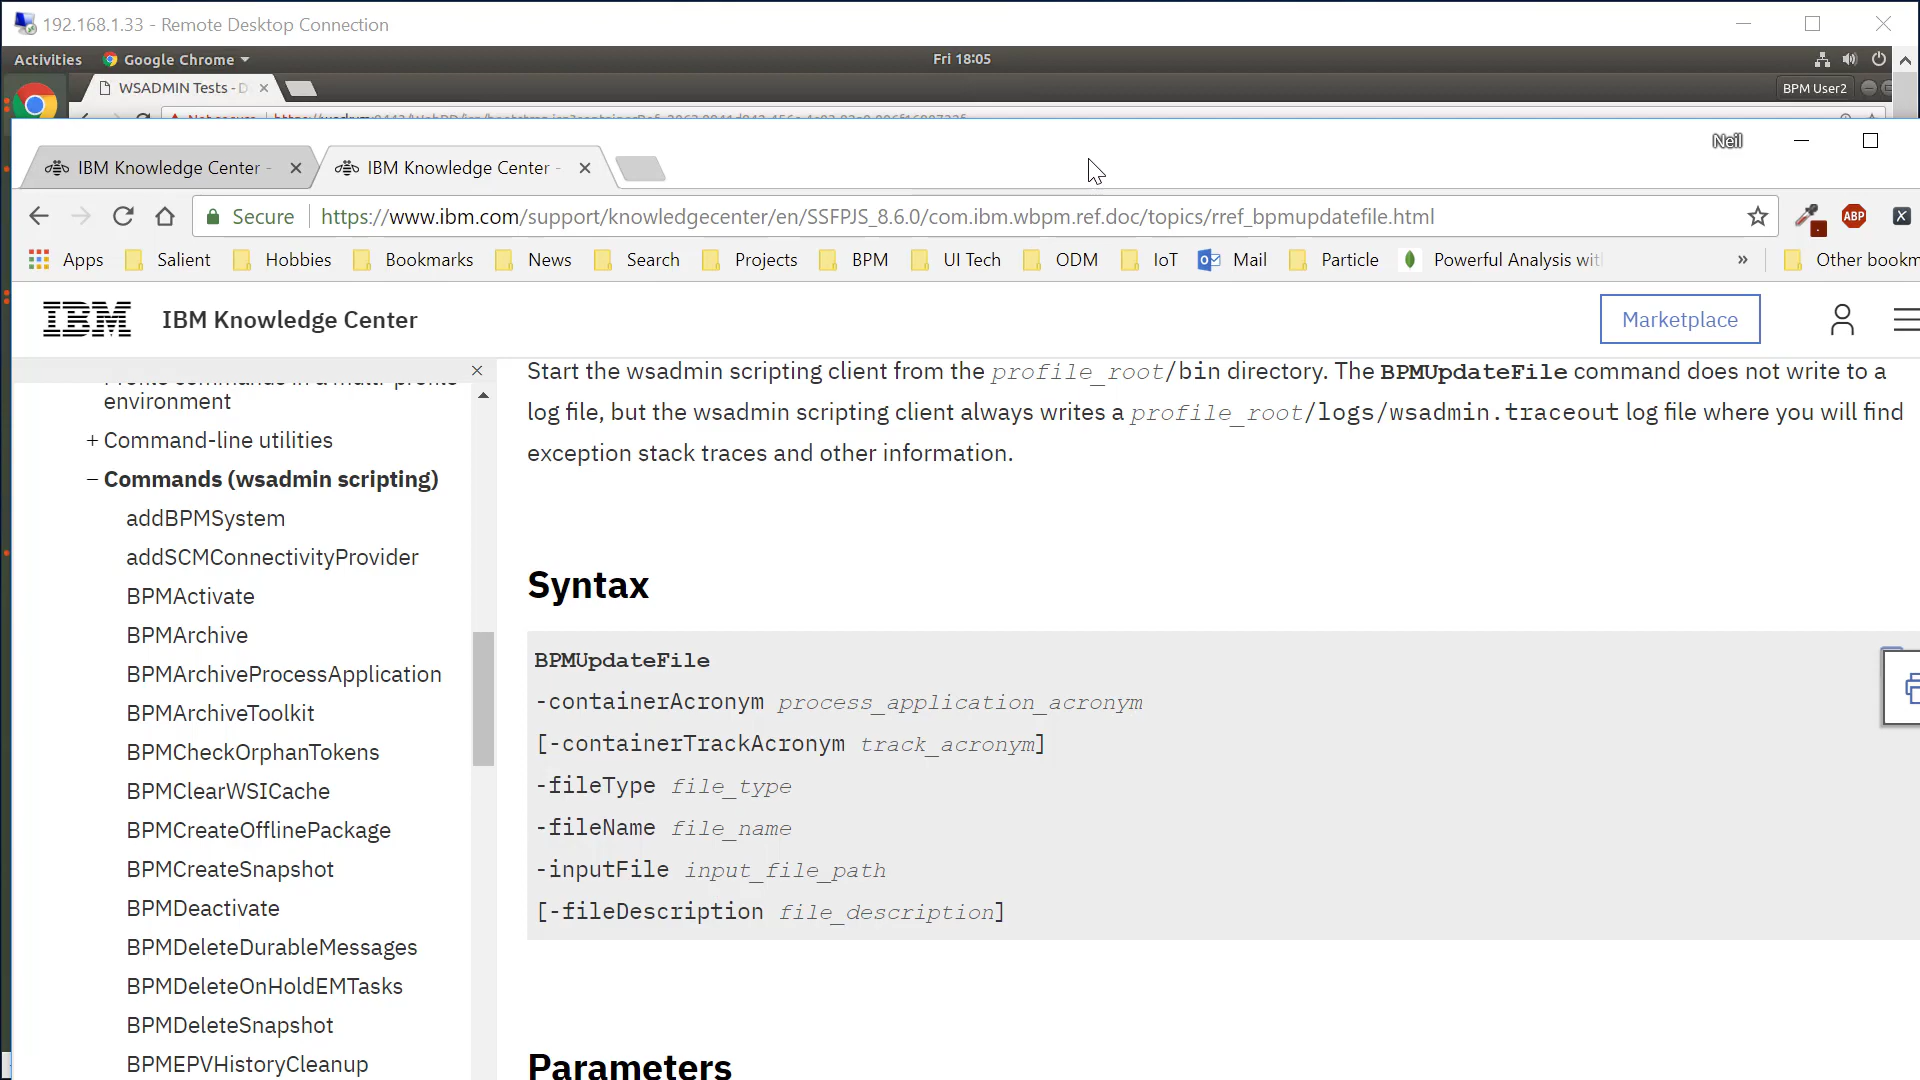 192.168.1.33 - Remote Desktop Connection
Activities Google Chrome Fri 18:05
WSADMIN Tests - D BPM User2
Neil
IBM Knowledge Center - IBM Knowledge Center -
Secure https://www.ibm.com/support/knowledgecenter/en/SSFPJS_8.6.0/com.ibm.wbpm.ref.doc/topics/rref_bpmupdatefile.html ABP X
Apps Salient Hobbies Bookmarks News Search Projects BPM UI Tech ODM IoT Mail Particle Powerful Analysis wit » Other bookm
IBM IBM Knowledge Center Marketplace
environment
+ Command-line utilities
– Commands (wsadmin scripting)
addBPMSystem
addSCMConnectivityProvider
BPMActivate
BPMArchive
BPMArchiveProcessApplication
BPMArchiveToolkit
BPMCheckOrphanTokens
BPMClearWSICache
BPMCreateOfflinePackage
BPMCreateSnapshot
BPMDeactivate
BPMDeleteDurableMessages
BPMDeleteOnHoldEMTasks
BPMDeleteSnapshot
BPMEPVHistoryCleanup
Start the wsadmin scripting client from the profile_root/bin directory. The BPMUpdateFile command does not write to a
log file, but the wsadmin scripting client always writes a profile_root/logs/wsadmin.traceout log file where you will find
exception stack traces and other information.
Syntax
BPMUpdateFile
-containerAcronym process_application_acronym
[-containerTrackAcronym track_acronym]
-fileType file_type
-fileName file_name
-inputFile input_file_path
[-fileDescription file_description]
Parameters